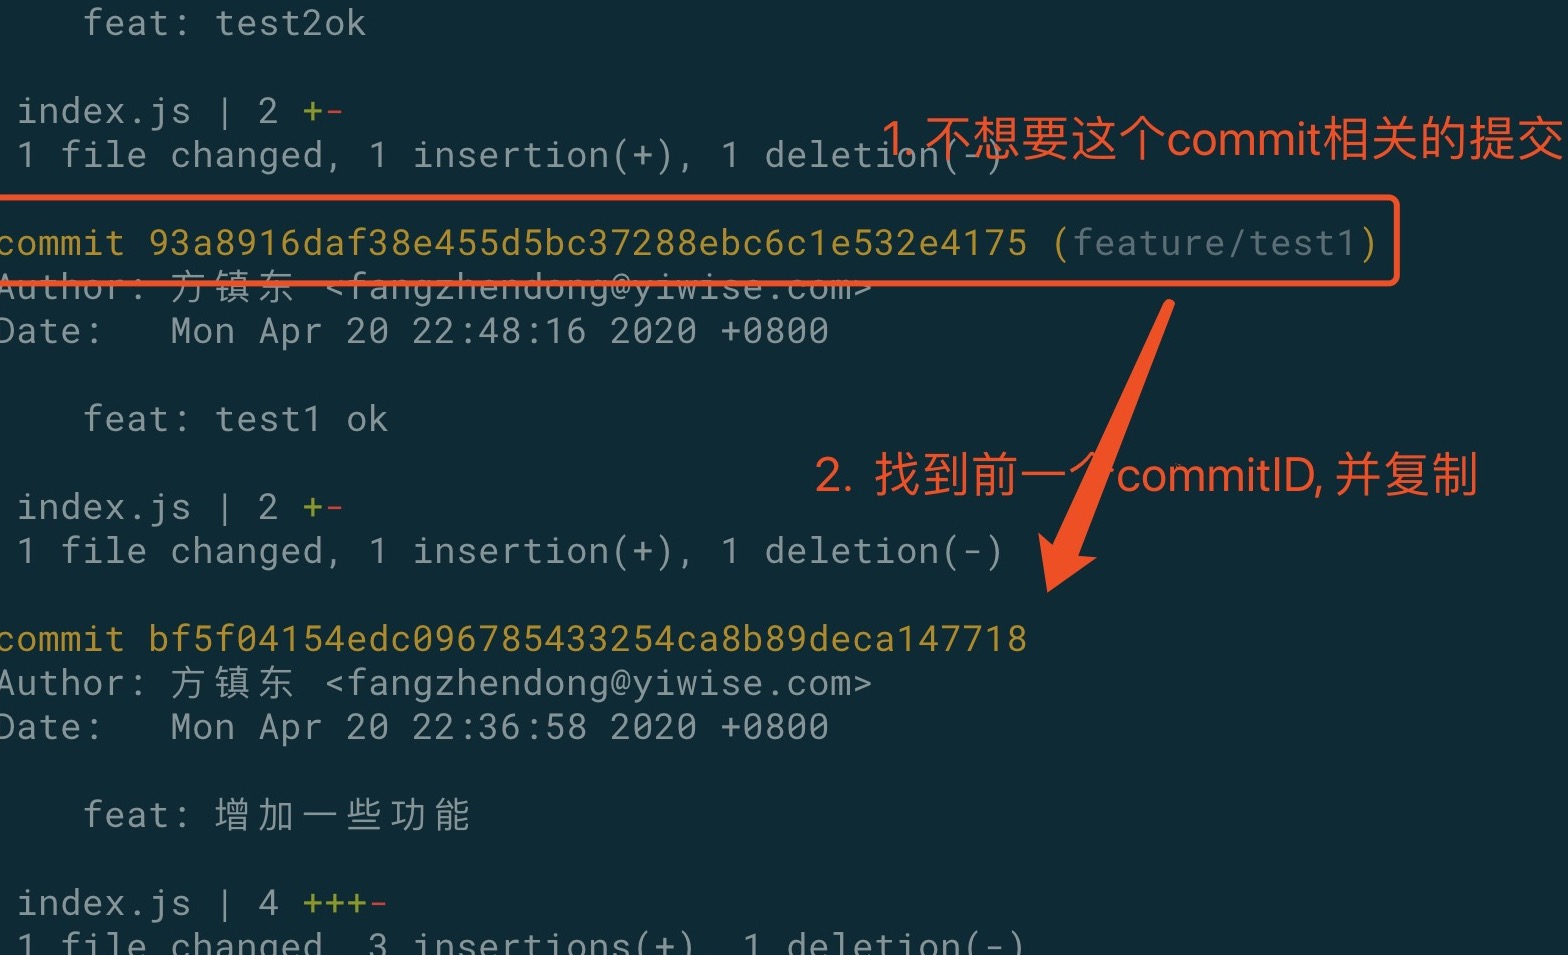 feat: test2ok
index.js | 2 +-
1 file changed, 1 insertion(+), 1 deletion(-)
1. 不想要这个commit相关的提交
commit 93a8916daf38e455d5bc37288ebc6c1e532e4175 (feature/test1)
Author: 方镇东 <fangzhendong@yiwise.com>
Date:   Mon Apr 20 22:48:16 2020 +0800
feat: test1 ok
2. 找到前一个commitID, 并复制
index.js | 2 +-
1 file changed, 1 insertion(+), 1 deletion(-)
commit bf5f04154edc096785433254ca8b89deca147718
Author: 方镇东 <fangzhendong@yiwise.com>
Date:   Mon Apr 20 22:36:58 2020 +0800
feat: 增加一些功能
index.js | 4 +++-
1 file changed, 3 insertions(+), 1 deletion(-)